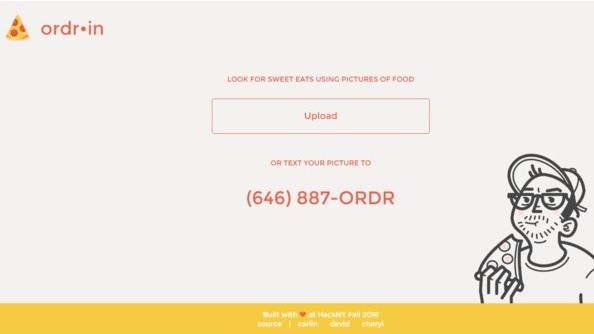 ordr•in
LOOK FOR SWEET EATS USING PICTURES OF FOOD
Upload
OR TEXT YOUR PICTURE TO
(646) 887-ORDR
Built with ❤ at HackNY Fall 2016
source | carlin david cheryl